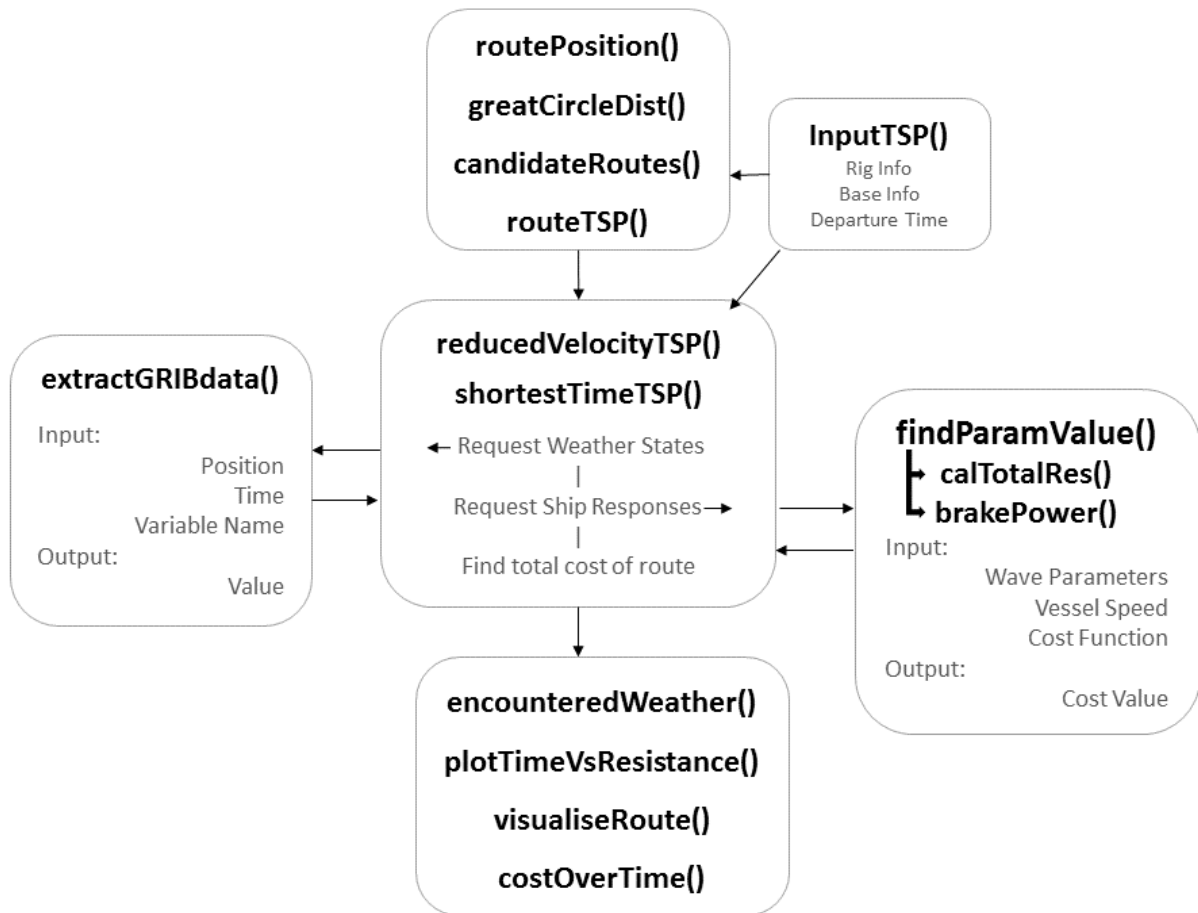 routePosition()
greatCircleDist()
candidateRoutes()
routeTSP()
InputTSP()
Rig Info
Base Info
Departure Time
reducedVelocityTSP()
shortestTimeTSP()
Request Weather States
Request Ship Responses
Find total cost of route
extractGRIBdata()
Input:
Position
Time
Variable Name
Output:
Value
findParamValue()
calTotalRes()
brakePower()
Input:
Wave Parameters
Vessel Speed
Cost Function
Output:
Cost Value
encounteredWeather()
plotTimeVsResistance()
visualiseRoute()
costOverTime()